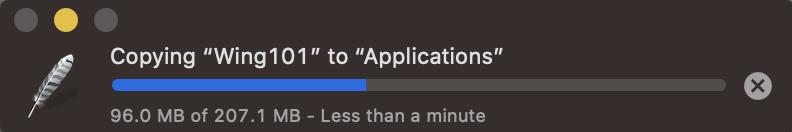 Copying “Wing101” to “Applications”
96.0 MB of 207.1 MB - Less than a minute